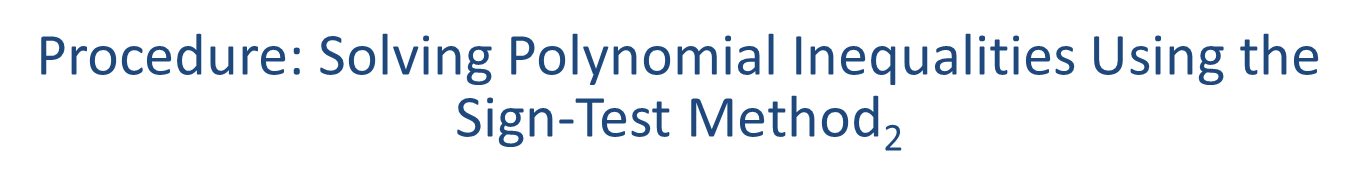 Procedure: Solving Polynomial Inequalities Using the
Sign-Test Method₂